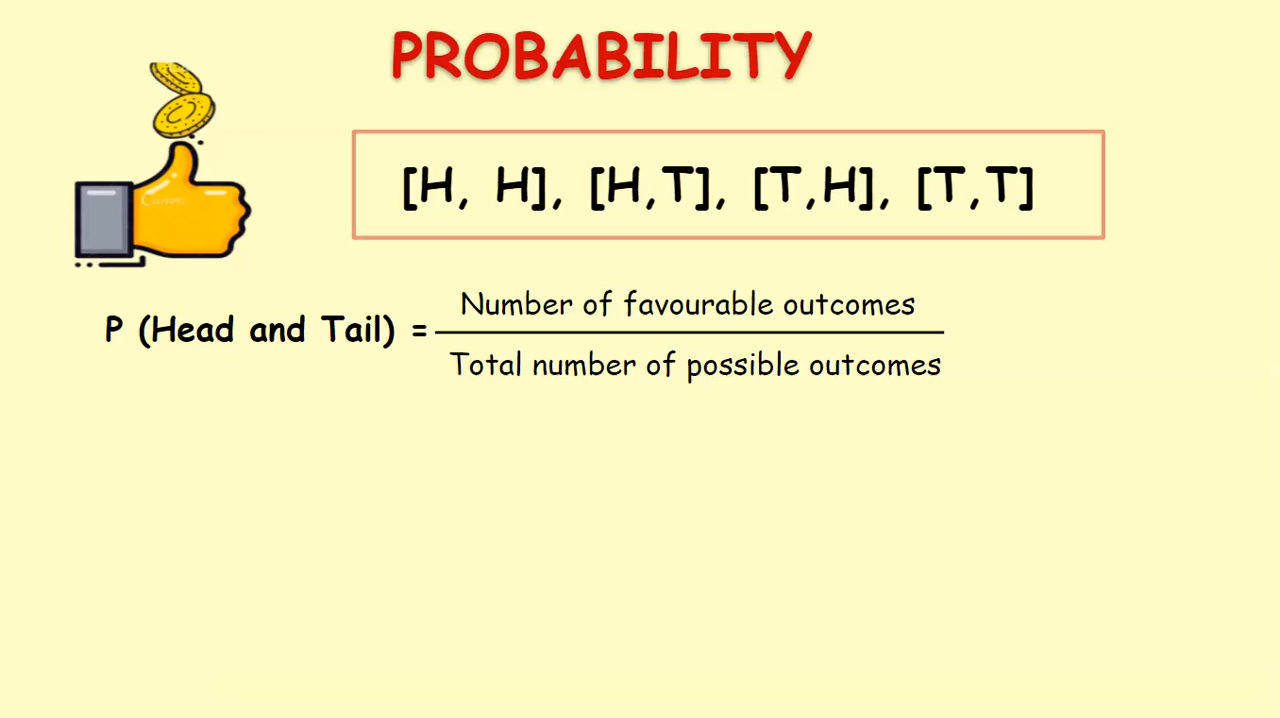 PROBABILITY
[H, H], [H,T], [T,H], [T,T]
P (Head and Tail) =
Number of favourable outcomes
Total number of possible outcomes